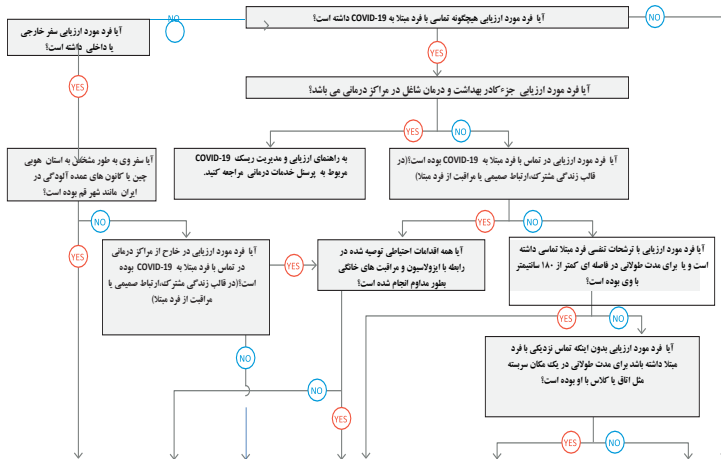 آیا فرد مورد ارزیابی هیچگونه تماسی با فرد مبتلا به COVID-19 داشته است؟
NO
NO
آیا فرد مورد ارزیابی سفر خارجی
یا داخلی داشته است؟
YES
YES
آیا فرد مورد ارزیابی جزءکادر بهداشت و درمان شاغل در مراکز درمانی می باشد؟
YES
NO
آیا سفر وی به طور مشخص به استان هوبی
چین یا کانون های عمده آلودگی در
ایران مانند شهر قم بوده است؟
به راهنمای ارزیابی و مدیریت ریسک COVID-19
مربوط به پرسنل خدمات درمانی مراجعه کنید.
آیا فرد مورد ارزیابی در تماس با فرد مبتلا به COVID-19 بوده است؟(در
قالب زندگی مشترک،ارتباط صمیمی یا مراقبت از فرد مبتلا)
NO
YES
YES
NO
آیا فرد مورد ارزیابی در خارج از مراکز درمانی
در تماس با فرد مبتلا به COVID-19 بوده
است؟(در قالب زندگی مشترک،ارتباط صمیمی یا
مراقبت از فرد مبتلا)
YES
آیا همه اقدامات احتیاطی توصیه شده در
رابطه با ایزولاسیون و مراقبت های خانگی
بطور مداوم انجام شده است؟
آیا فرد مورد ارزیابی با ترشحات تنفسی فرد مبتلا تماسی داشته
است و یا برای مدت طولانی در فاصله ای کمتر از ۱۸۰ سانتیمتر
با وی بوده است؟
YES
NO
NO
NO
YES
آیا فرد مورد ارزیابی بدون اینکه تماس نزدیکی با فرد
مبتلا داشته باشد برای مدت طولانی در یک مکان سربسته
مثل اتاق یا کلاس با او بوده است؟
YES
NO